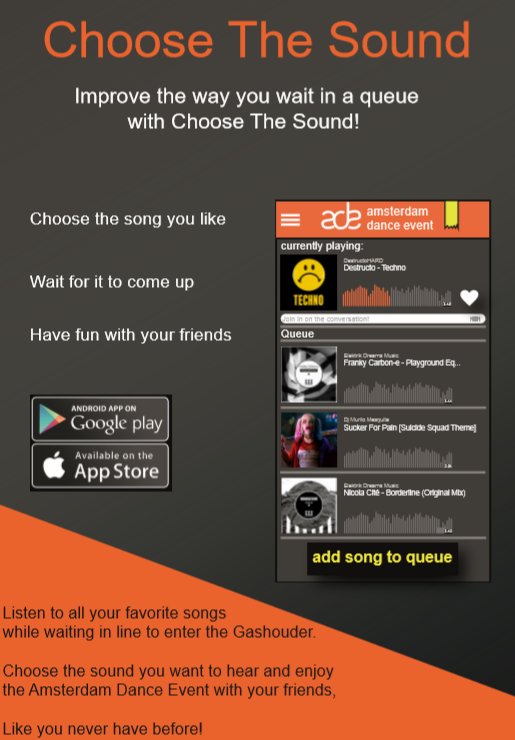 Choose The Sound
Improve the way you wait in a queue
with Choose The Sound!
Choose the song you like
Wait for it to come up
Have fun with your friends
ANDROID APP ON
Google play
Available on the
App Store
ade amsterdam
dance event
currently playing:
DestructoHARD
Destructo - Techno
TECHNO
Join in on the conversation!
Queue
Elektrik Dreams Music
Franky Carbon-e - Playground Eq...
Dj Murilo Mesquita
Sucker For Pain [Suicide Squad Theme]
Elektrik Dreams Music
Nicola Cité - Borderline (Original Mix)
add song to queue
Listen to all your favorite songs
while waiting in line to enter the Gashouder.
Choose the sound you want to hear and enjoy
the Amsterdam Dance Event with your friends,
Like you never have before!